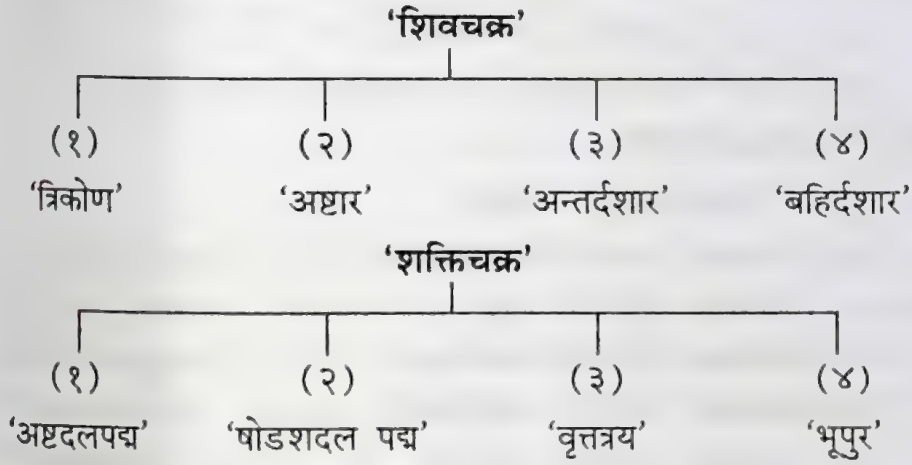 ‘शिवचक्र’
(१) (२) (३) (४)
‘त्रिकोण’ ‘अष्टार’ ‘अन्तर्दशार’ ‘बहिर्दशार’
‘शक्तिचक्र’
(१) (२) (३) (४)
‘अष्टदलपद्म’ ‘षोडशदल पद्म’ ‘वृत्तत्रय’ ‘भूपुर’